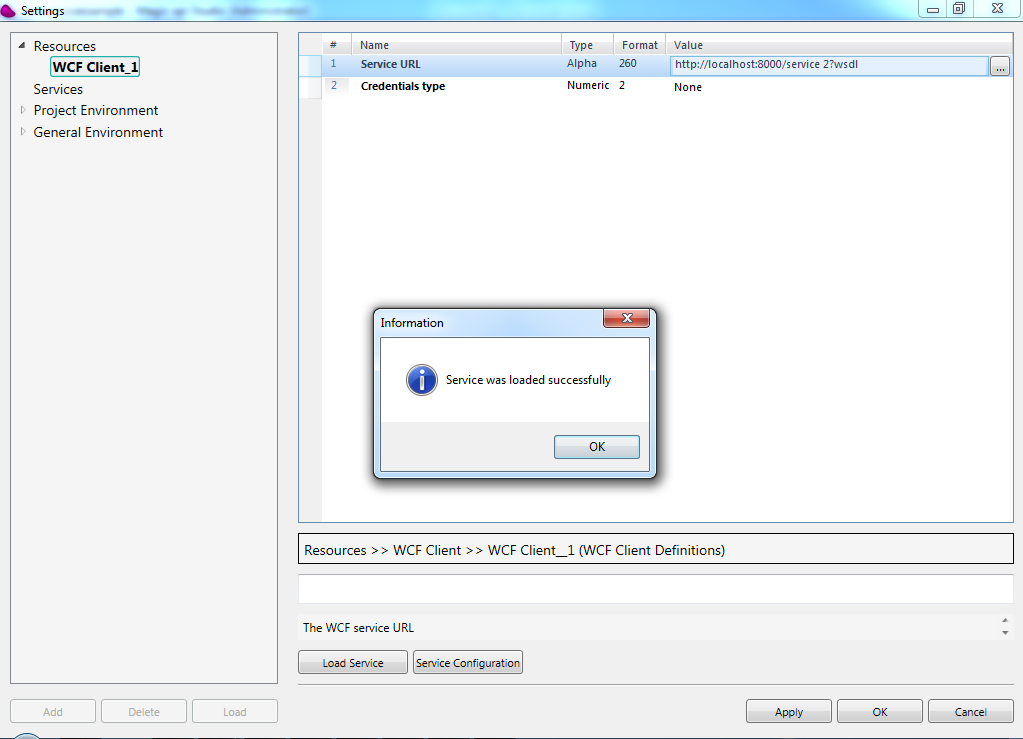 Settings
Resources
WCF Client_1
Services
Project Environment
General Environment
# Name Type Format Value
1 Service URL Alpha 260 http://localhost:8000/service 2?wsdl ...
2 Credentials type Numeric 2 None
Information
Service was loaded successfully
OK
Resources >> WCF Client >> WCF Client__1 (WCF Client Definitions)
The WCF service URL
Load Service Service Configuration
Add Delete Load Apply OK Cancel